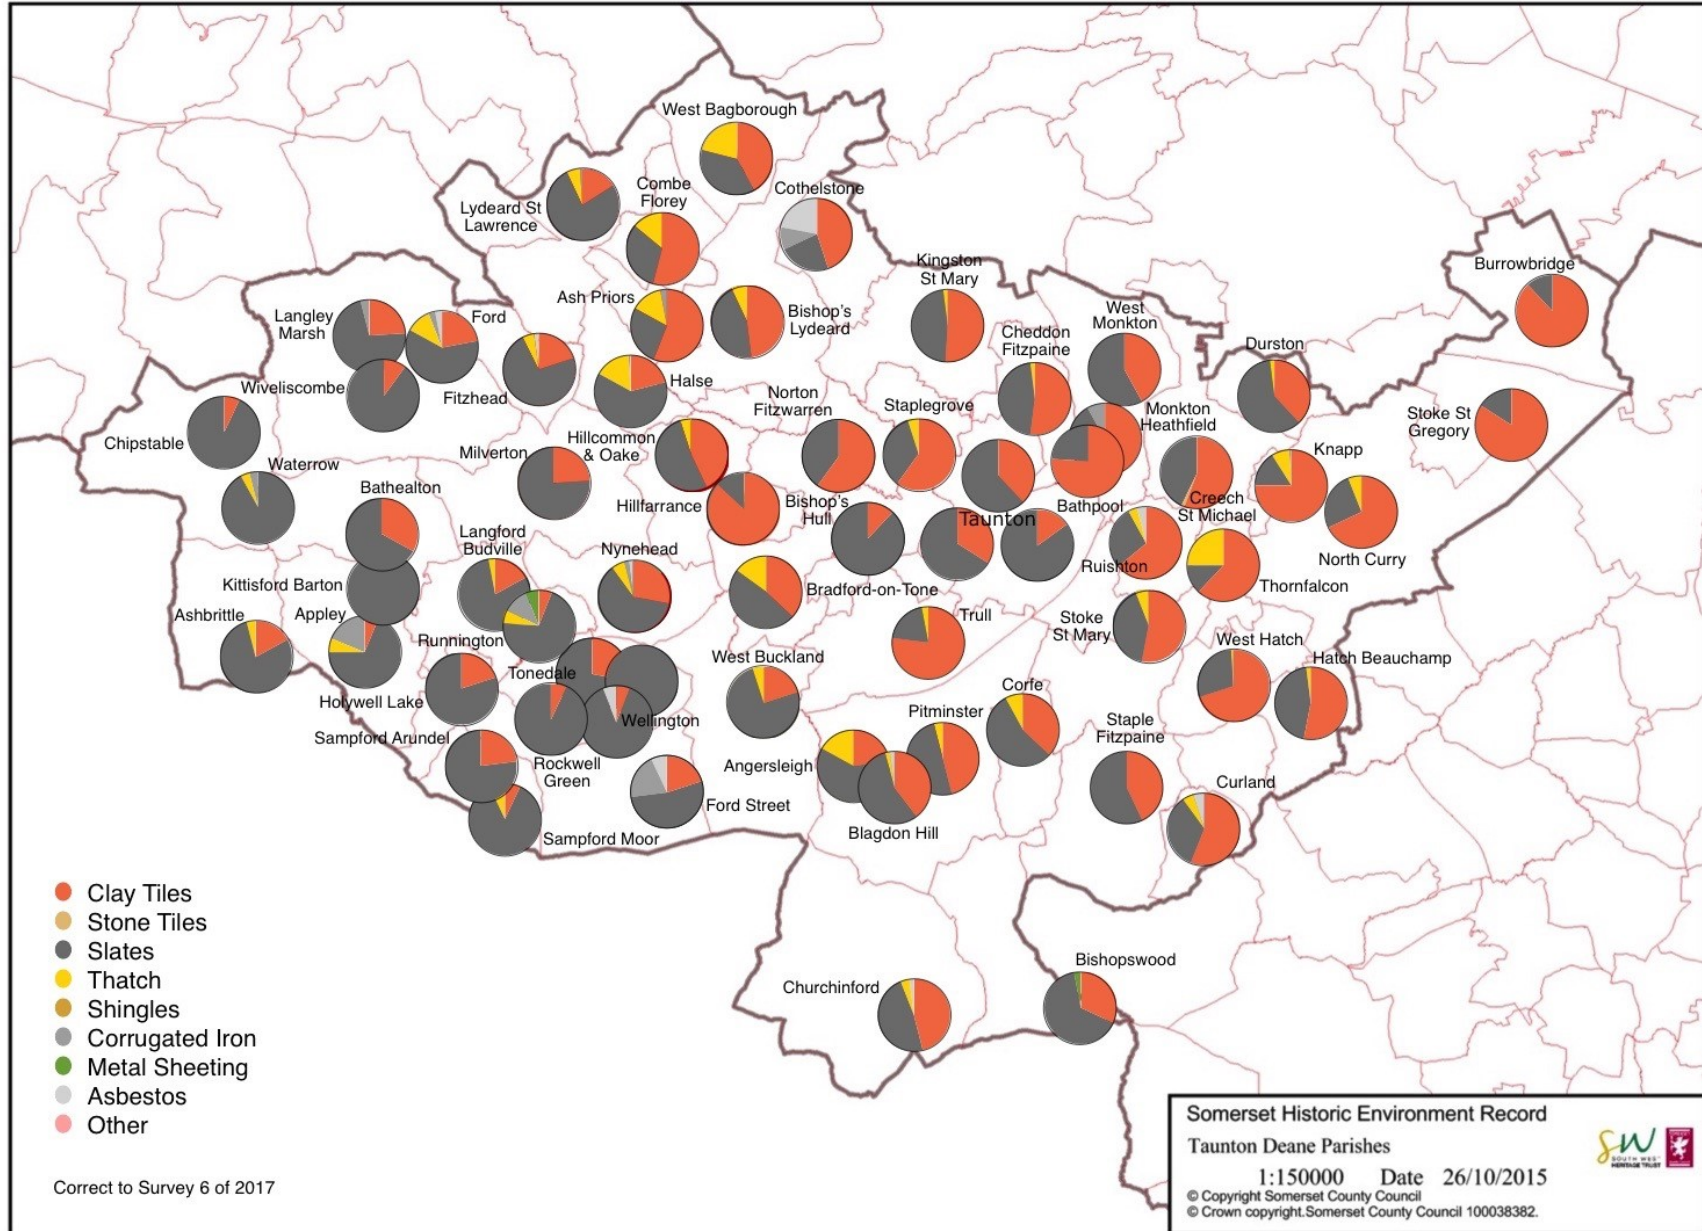 West Bagborough
Cothelstone
Combe
Florey
Lydeard St
Lawrence
Kingston
St Mary
Burrowbridge
Ash Priors
Bishop's
Lydeard
Langley
Marsh
Ford
West
Monkton
Cheddon
Fitzpaine
Durston
Wiveliscombe
Fitzhead
Halse
Norton
Fitzwarren
Staplegrove
Monkton
Heathfield
Stoke St
Gregory
Chipstable
Milverton
Hillcommon
& Oake
Knapp
Waterrow
Bathealton
Hillfarrance
Bishop's
Hull
Taunton
Bathpool
Creech
St Michael
North Curry
Langford
Budville
Nynehead
Ruishton
Thornfalcon
Kittisford Barton
Bradford-on-Tone
Appley
Ashbrittle
Runnington
Trull
Stoke
St Mary
West Hatch
Hatch Beauchamp
Tonedale
West Buckland
Holywell Lake
Wellington
Corfe
Pitminster
Staple
Fitzpaine
Sampford Arundel
Rockwell
Green
Angersleigh
Curland
Ford Street
Blagdon Hill
Sampford Moor
Churchinford
Bishopswood
Clay Tiles
Stone Tiles
Slates
Thatch
Shingles
Corrugated Iron
Metal Sheeting
Asbestos
Other
Correct to Survey 6 of 2017
Somerset Historic Environment Record
Taunton Deane Parishes
1:150000 Date 26/10/2015
© Copyright Somerset County Council
© Crown copyright.Somerset County Council 100038382.
SW
SOUTH WEST
HERITAGE TRUST